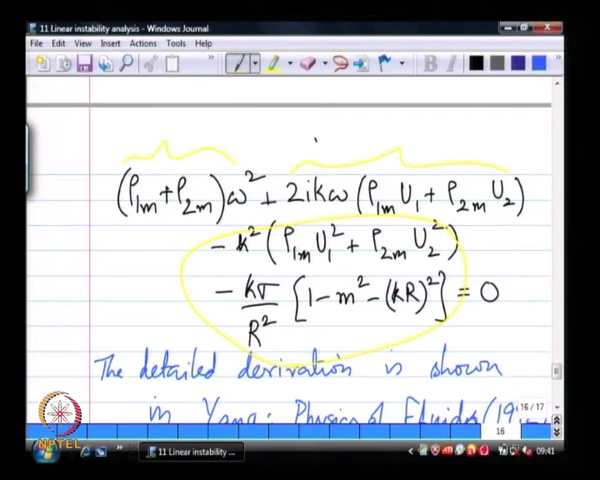 11 Linear instability analysis - Windows Journal
File Edit View Insert Actions Tools Help
B I
(ρ1m + ρ2m) ω² + 2ikω (ρ1m U1 + ρ2m U2)
- k² (ρ1m U1² + ρ2m U2²)
- kσ/R² [1 - m² - (kR)²] = 0
The detailed derivation is shown
in Yang: Physics of Fluids (19
16 / 17
16
NPTEL
11 Linear instability ...
09:41